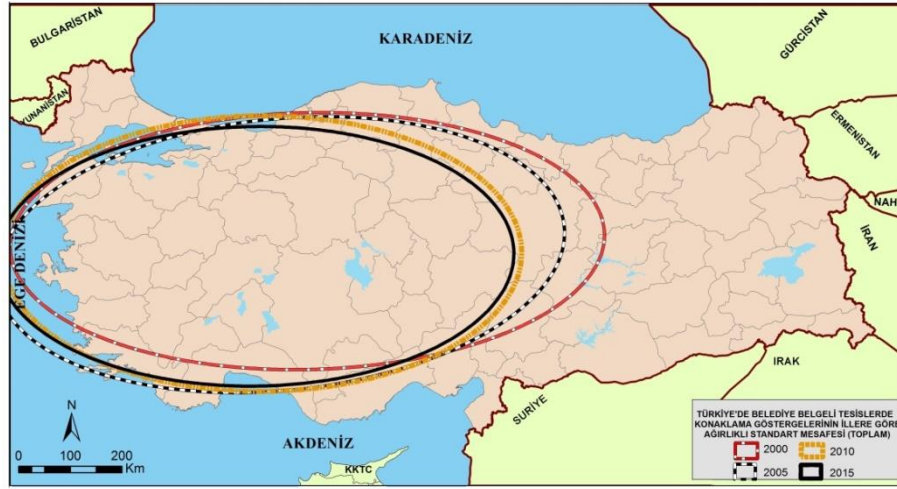 BULGARİSTAN
KARADENİZ
GÜRCİSTAN
YUNANİSTAN
ERMENİSTAN
NAH
İRAN
EGE DENİZİ
IRAK
SURİYE
N
AKDENİZ
KKTC
0 50 100 200
Km
TÜRKİYE'DE BELEDİYE BELGELİ TESİSLERDE
KONAKLAMA GÖSTERGELERİNİN İLLERE GÖRE
AĞIRLIKLI STANDART MESAFESİ (TOPLAM)
2000 2010
2005 2015